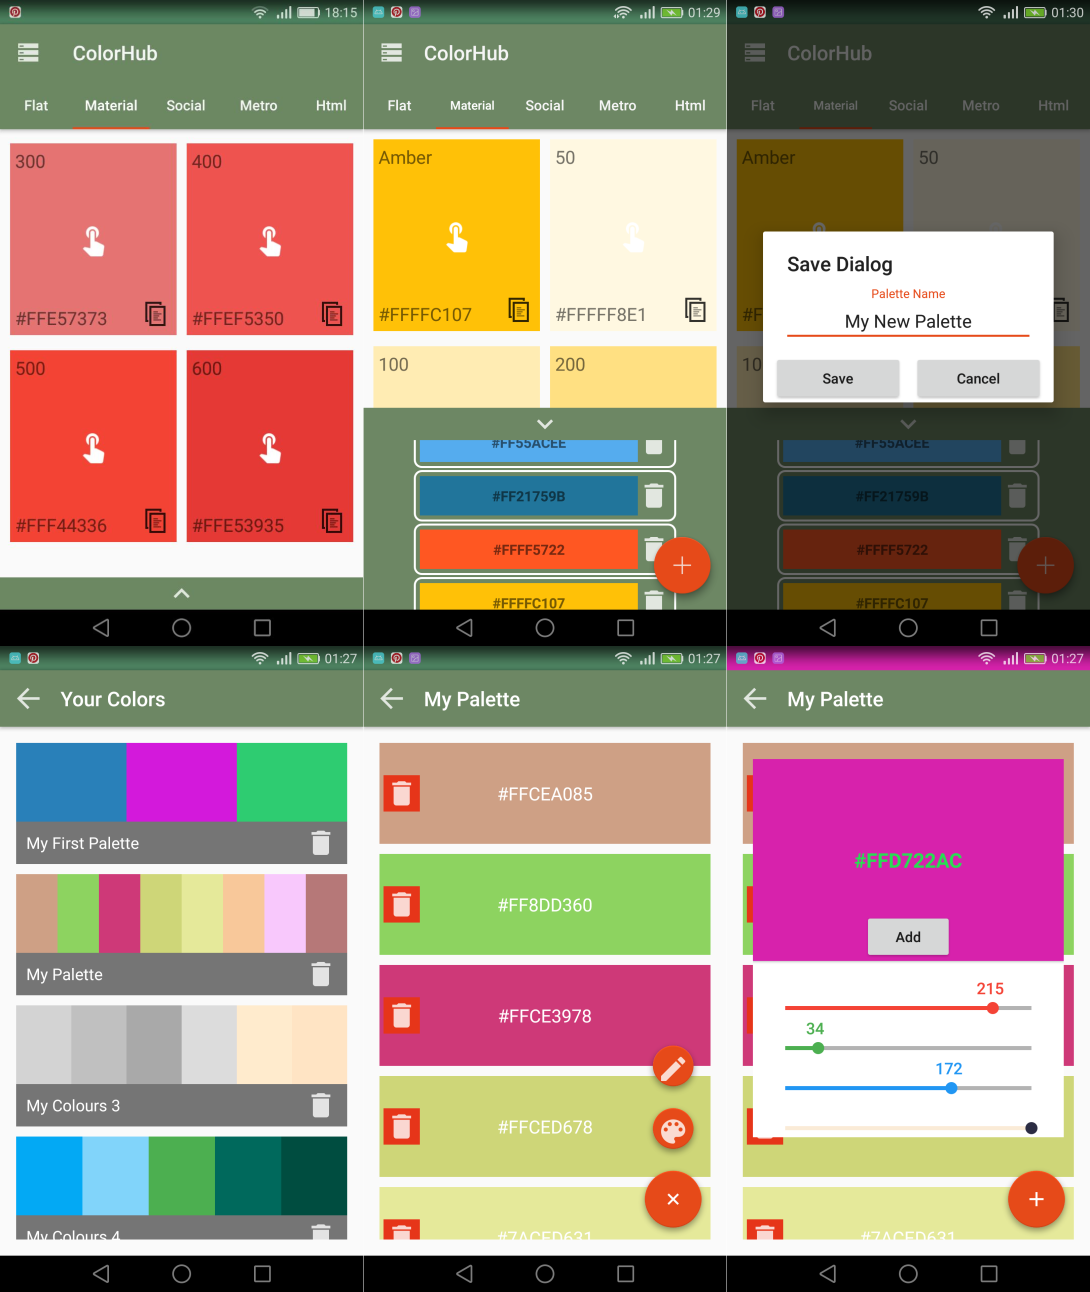 18:15
ColorHub
Flat Material Social Metro Html
300 400
#FFE57373 #FFEF5350
500 600
#FFF44336 #FFE53935
01:29
ColorHub
Flat Material Social Metro Html
Amber 50
#FFFFC107 #FFFFF8E1
100 200
#FF55ACEE
#FF21759B
#FFFF5722
#FFFFC107
01:30
ColorHub
Flat Material Social Metro Html
Amber 50
Save Dialog
Palette Name
My New Palette
#F
10
Save Cancel
#FF55ACEE
#FF21759B
#FFFF5722
#FFFFC107
01:27
Your Colors
My First Palette
My Palette
My Colours 3
My Colours 4
01:27
My Palette
#FFCEA085
#FF8DD360
#FFCE3978
#FFCED678
#7ACED631
01:27
My Palette
#FFD722AC
Add
215
34
172
#7ACED631